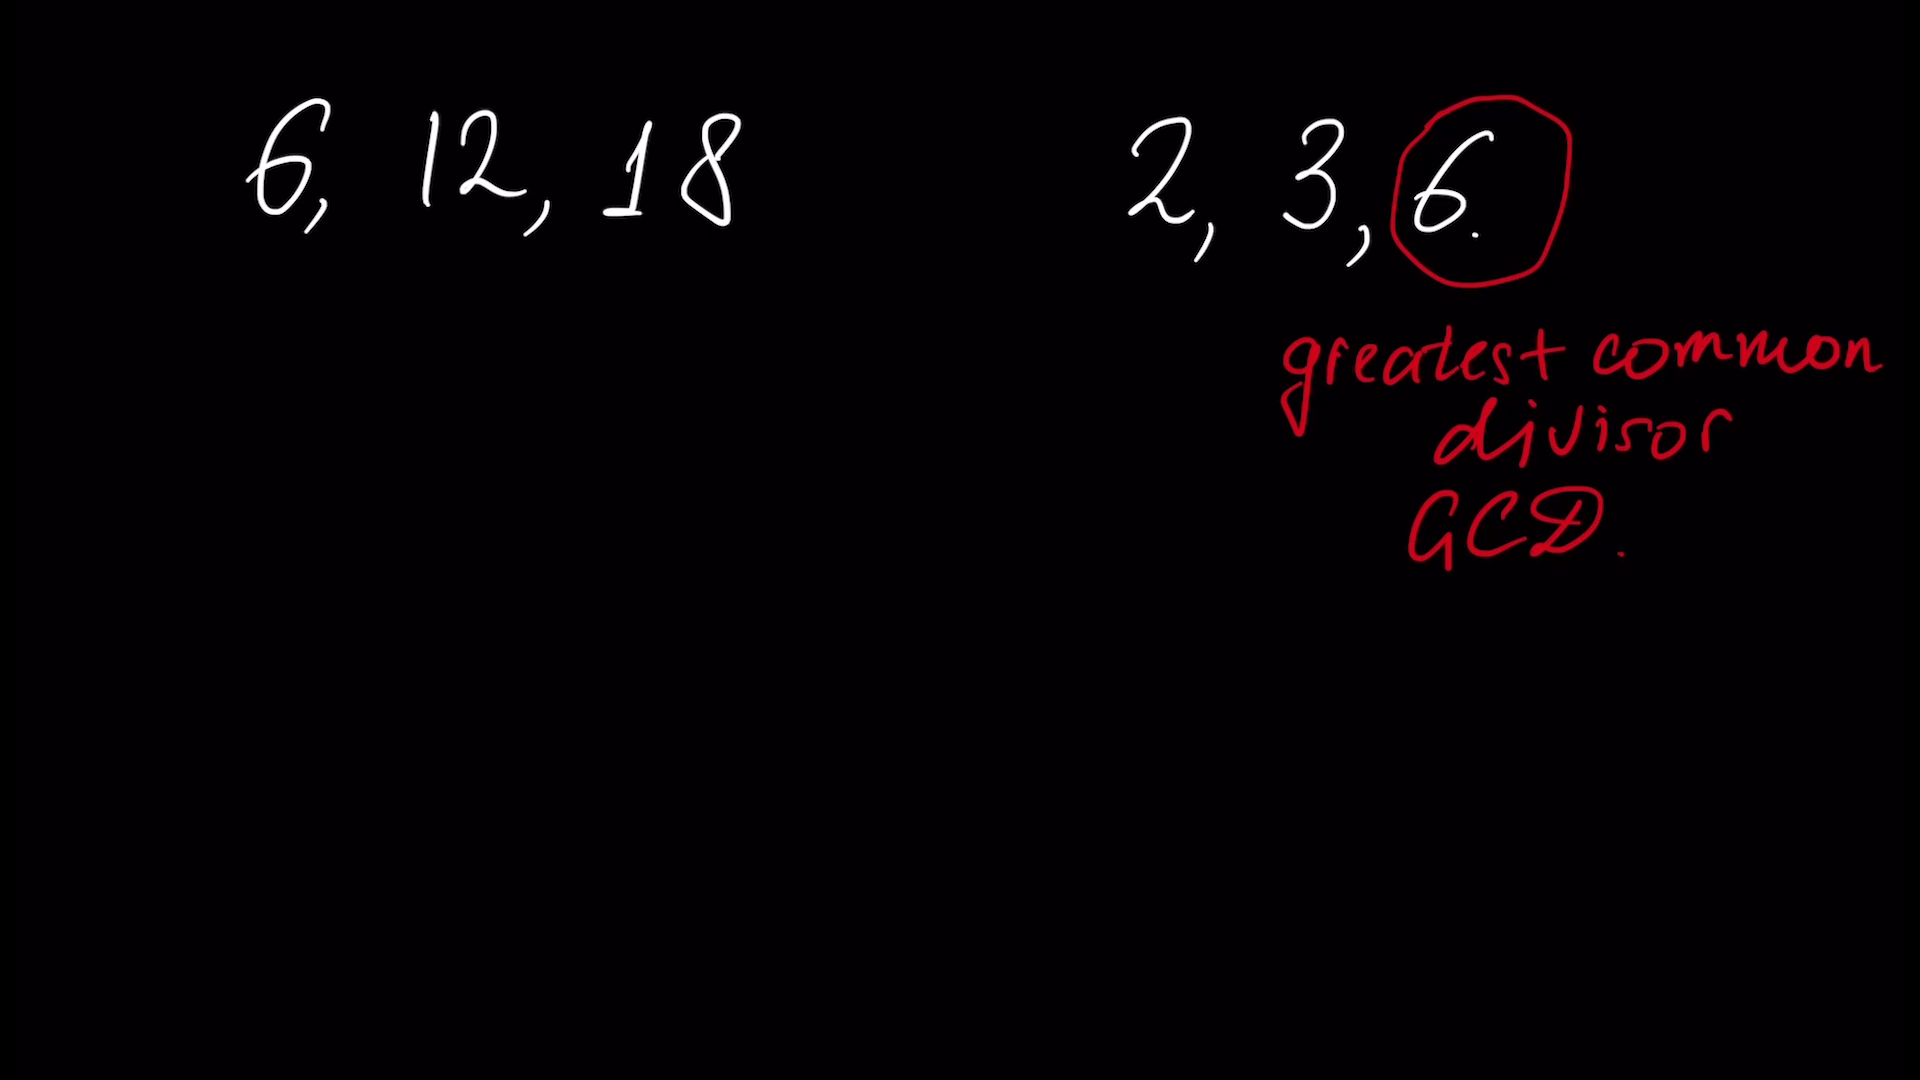 6, 12, 18
2, 3, 6.
greatest common
divisor
GCD.